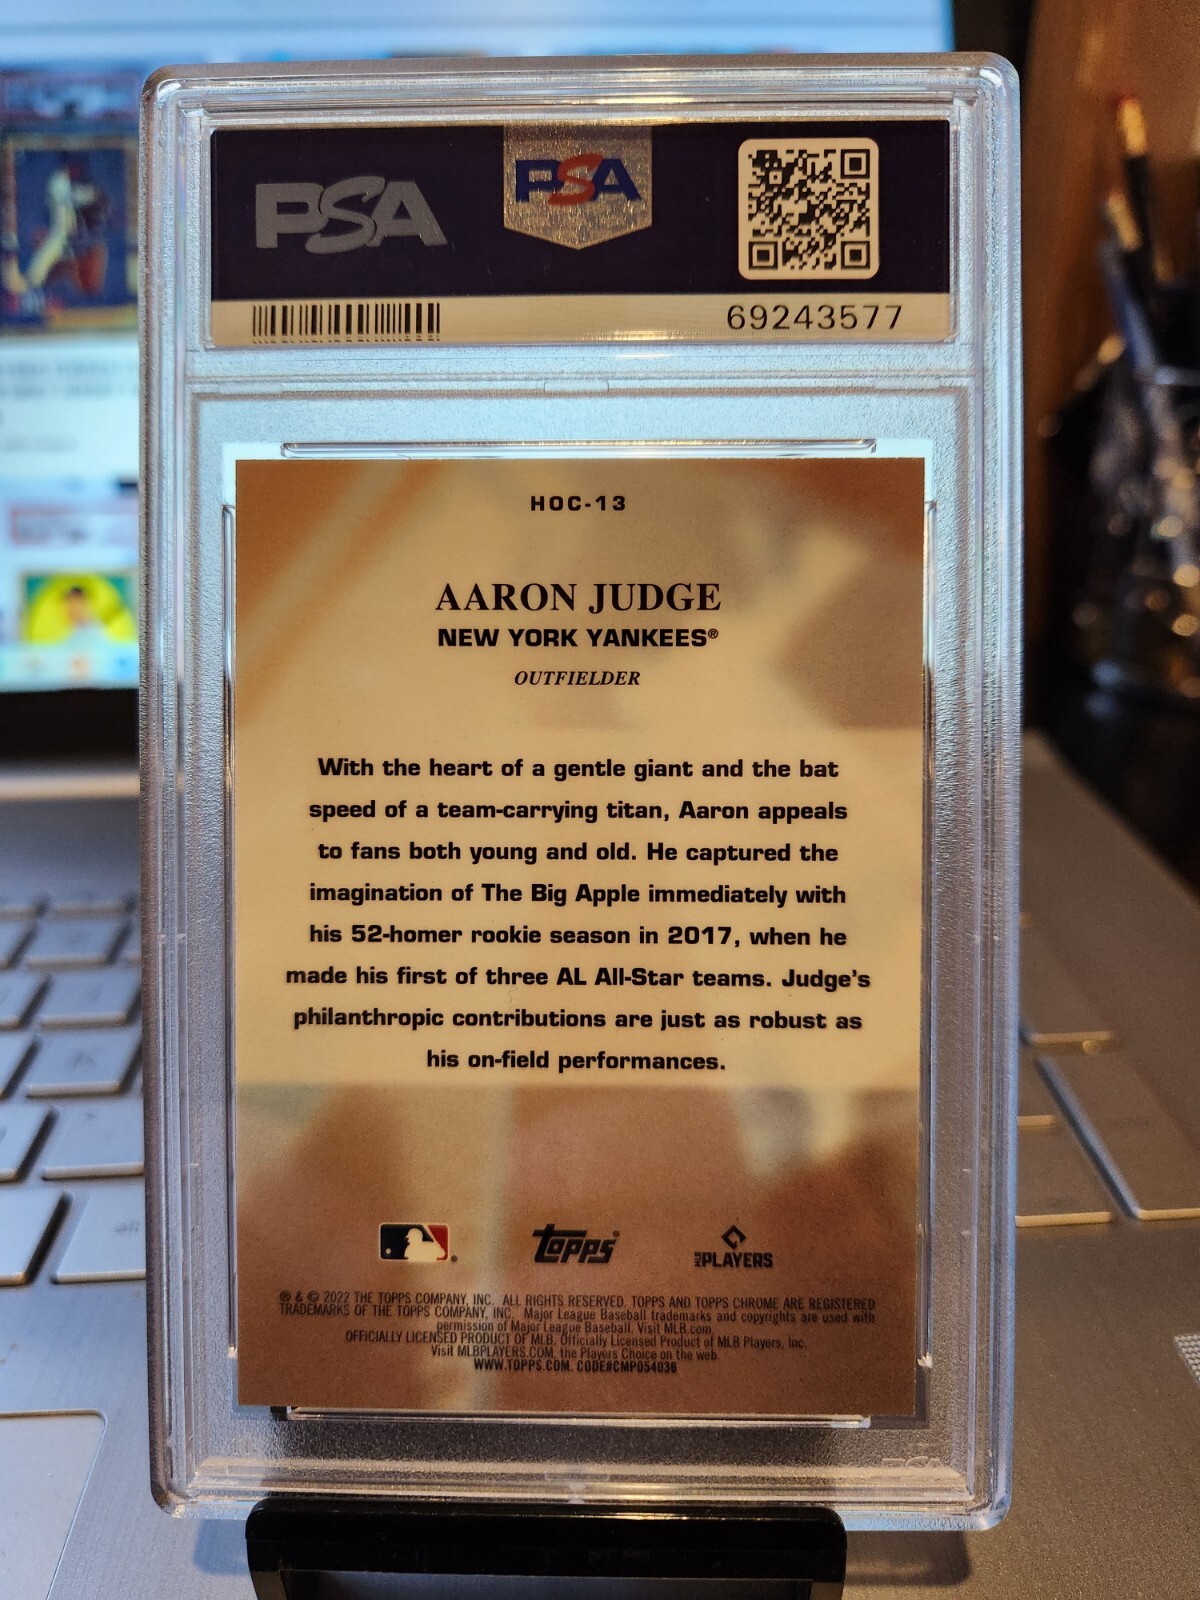 PSA
PSA
69243577
HOC-13
AARON JUDGE
NEW YORK YANKEES®
OUTFIELDER
With the heart of a gentle giant and the bat
speed of a team-carrying titan, Aaron appeals
to fans both young and old. He captured the
imagination of The Big Apple immediately with
his 52-homer rookie season in 2017, when he
made his first of three AL All-Star teams. Judge's
philanthropic contributions are just as robust as
his on-field performances.
topps®
MLB PLAYERS
® & © 2022 THE TOPPS COMPANY, INC. ALL RIGHTS RESERVED. TOPPS AND TOPPS CHROME ARE REGISTERED
TRADEMARKS OF THE TOPPS COMPANY, INC. Major League Baseball trademarks and copyrights are used with
permission of Major League Baseball. Visit MLB.com.
OFFICIALLY LICENSED PRODUCT OF MLB. Officially Licensed Product of MLB Players, Inc.
Visit MLBPLAYERS.COM, the Players Choice on the web.
WWW.TOPPS.COM. CODE#CMP054036
PSA
alt